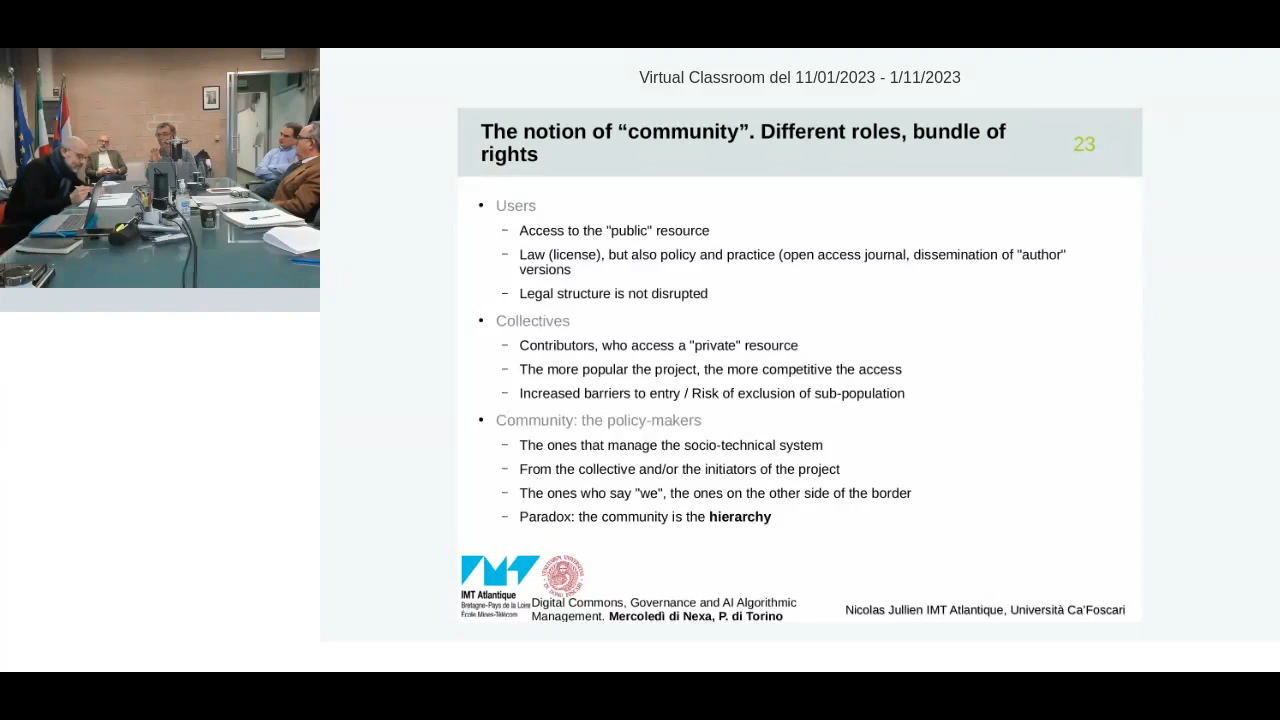 Virtual Classroom del 11/01/2023 - 1/11/2023
The notion of “community”. Different roles, bundle of
rights
23
• Users
– Access to the "public" resource
– Law (license), but also policy and practice (open access journal, dissemination of "author"
versions
– Legal structure is not disrupted
• Collectives
– Contributors, who access a "private" resource
– The more popular the project, the more competitive the access
– Increased barriers to entry / Risk of exclusion of sub-population
• Community: the policy-makers
– The ones that manage the socio-technical system
– From the collective and/or the initiators of the project
– The ones who say "we", the ones on the other side of the border
– Paradox: the community is the hierarchy
IMT Atlantique
Bretagne-Pays de la Loire
École Mines-Télécom
Digital Commons, Governance and AI Algorithmic
Management. Mercoledì di Nexa, P. di Torino
Nicolas Jullien IMT Atlantique, Università Ca'Foscari